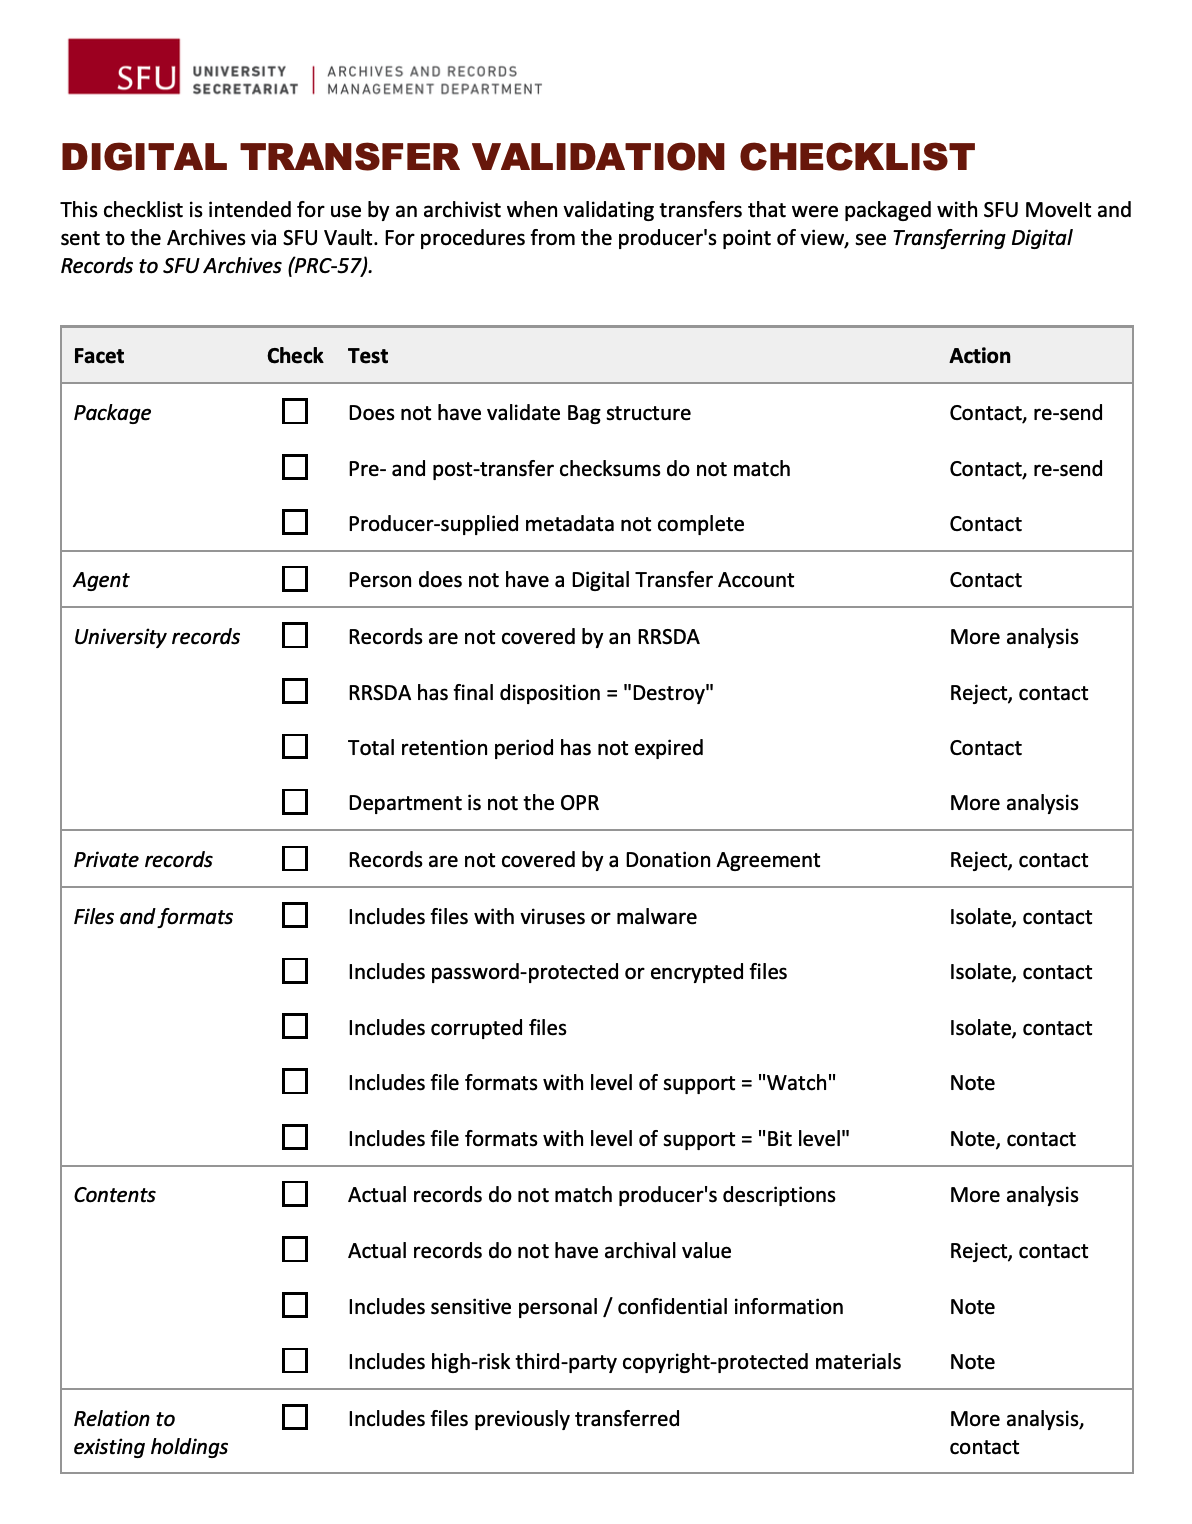 SFU UNIVERSITY SECRETARIAT | ARCHIVES AND RECORDS MANAGEMENT DEPARTMENT
DIGITAL TRANSFER VALIDATION CHECKLIST
This checklist is intended for use by an archivist when validating transfers that were packaged with SFU MoveIt and
sent to the Archives via SFU Vault. For procedures from the producer's point of view, see Transferring Digital
Records to SFU Archives (PRC-57).
Facet Check Test Action
Package Does not have validate Bag structure Contact, re-send
Pre- and post-transfer checksums do not match Contact, re-send
Producer-supplied metadata not complete Contact
Agent Person does not have a Digital Transfer Account Contact
University records Records are not covered by an RRSDA More analysis
RRSDA has final disposition = "Destroy" Reject, contact
Total retention period has not expired Contact
Department is not the OPR More analysis
Private records Records are not covered by a Donation Agreement Reject, contact
Files and formats Includes files with viruses or malware Isolate, contact
Includes password-protected or encrypted files Isolate, contact
Includes corrupted files Isolate, contact
Includes file formats with level of support = "Watch" Note
Includes file formats with level of support = "Bit level" Note, contact
Contents Actual records do not match producer's descriptions More analysis
Actual records do not have archival value Reject, contact
Includes sensitive personal / confidential information Note
Includes high-risk third-party copyright-protected materials Note
Relation to Includes files previously transferred More analysis,
existing holdings contact